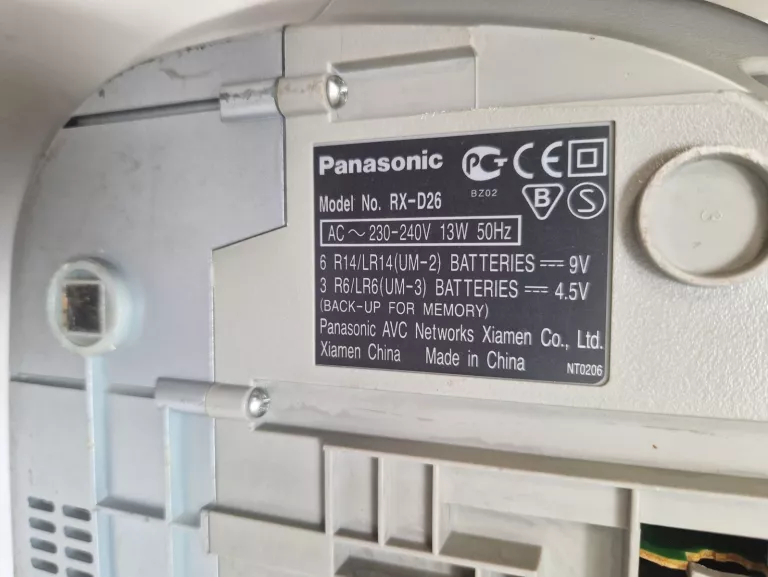 Panasonic PCT CE
BZ02
Model No. RX-D26 B S
AC ~ 230-240V 13W 50Hz
6 R14/LR14(UM-2) BATTERIES ⎓ 9V
3 R6/LR6(UM-3) BATTERIES ⎓ 4.5V
(BACK-UP FOR MEMORY)
Panasonic AVC Networks Xiamen Co., Ltd.
Xiamen China Made in China NT0206